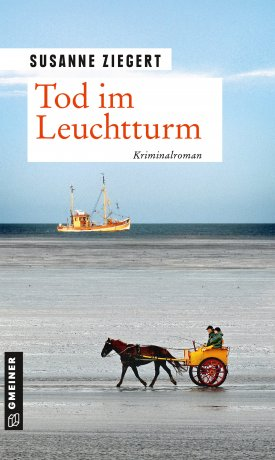 SUSANNE ZIEGERT
Tod im
Leuchtturm
Kriminalroman
GMEINER